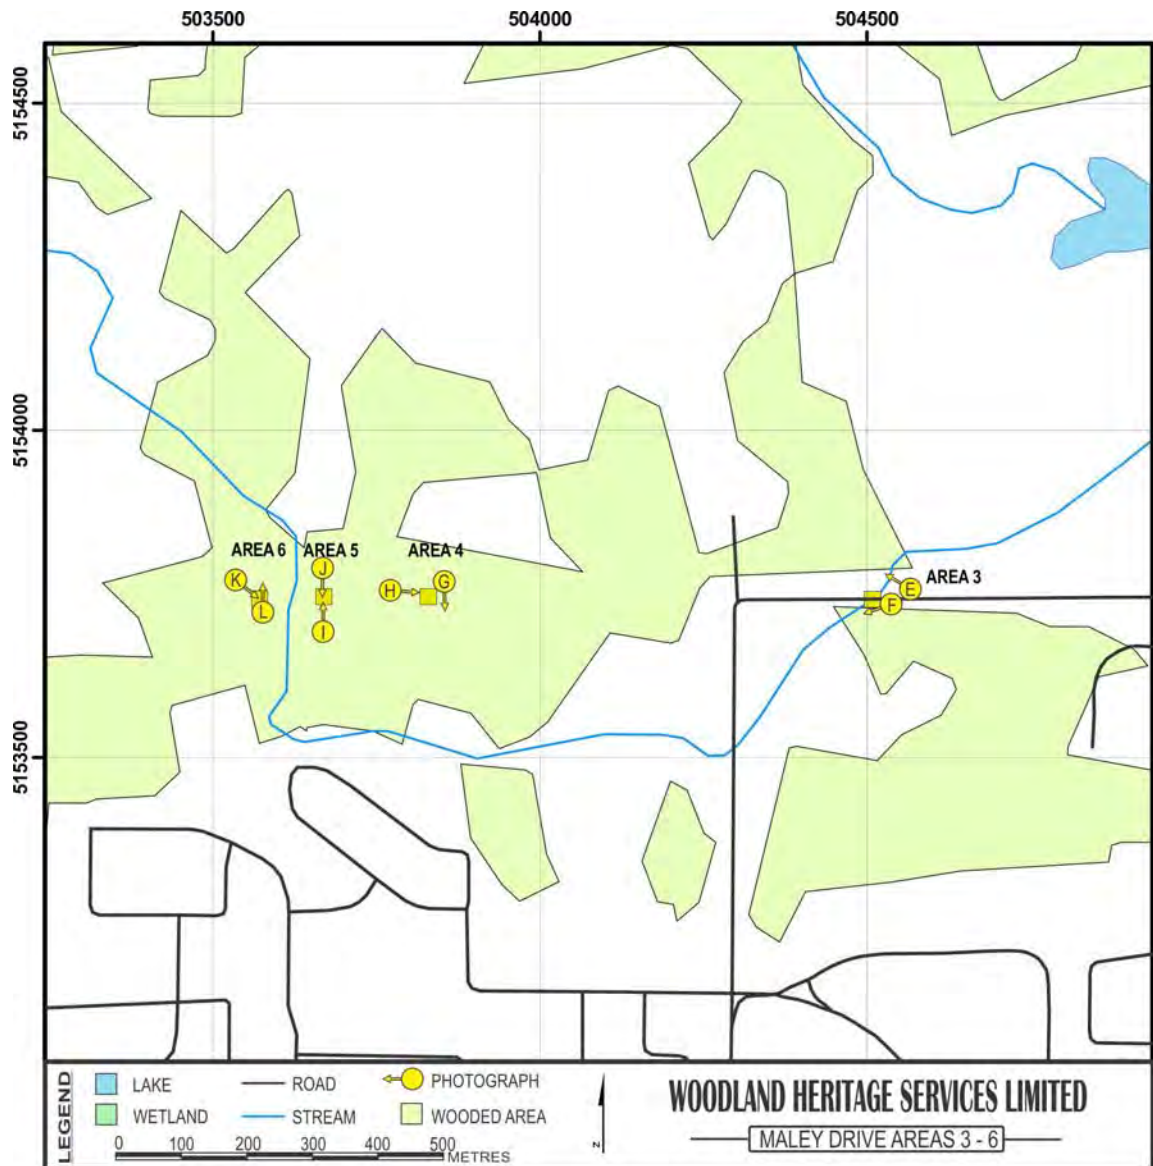 503500 504000 504500
5154500
5154000
5153500
AREA 6 AREA 5 AREA 4
K J G
H
L
I
AREA 3
E
F
LEGEND
LAKE ROAD PHOTOGRAPH
WETLAND STREAM WOODED AREA
0 100 200 300 400 500
METRES
N
WOODLAND HERITAGE SERVICES LIMITED
MALEY DRIVE AREAS 3 - 6